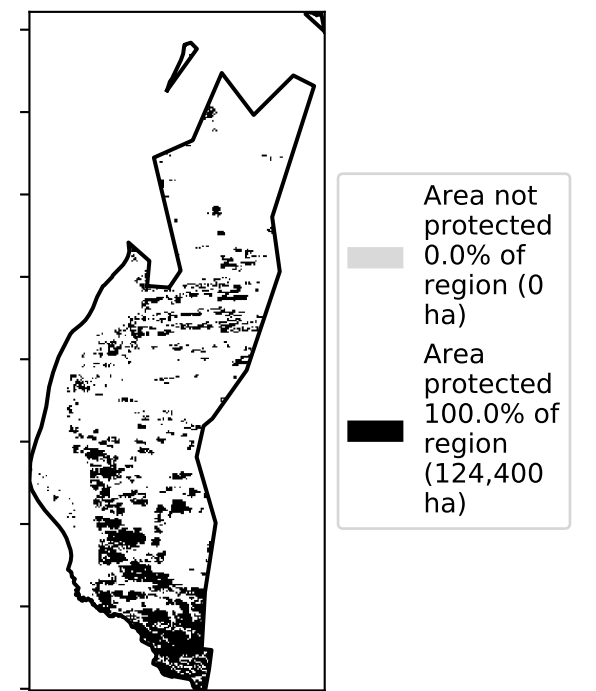 Area not
protected
0.0% of
region (0
ha)
Area
protected
100.0% of
region
(124,400
ha)